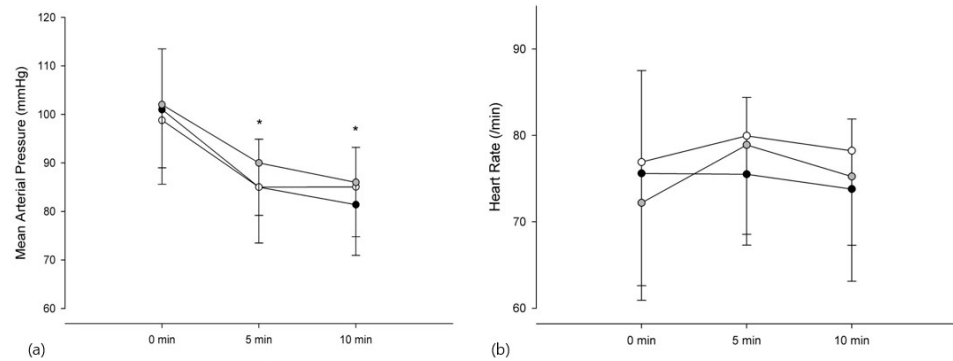 120
110
100
90
80
70
60
Mean Arterial Pressure (mmHg)
*
*
0 min
5 min
10 min
(a)
90
80
70
60
Heart Rate (/min)
0 min
5 min
10 min
(b)